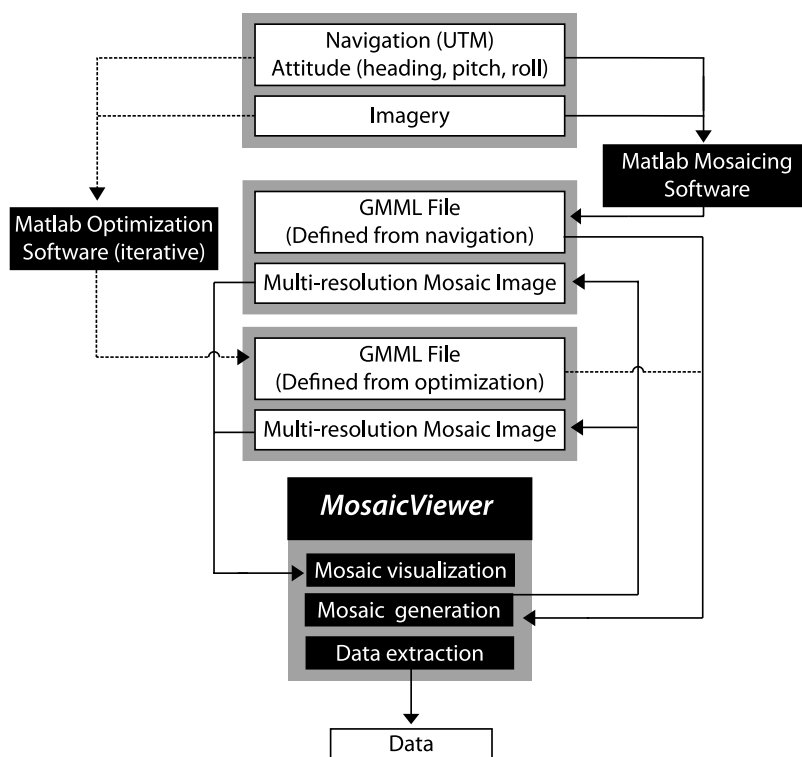 Navigation (UTM)
Attitude (heading, pitch, roll)
Imagery
Matlab Mosaicing
Software
Matlab Optimization
Software (iterative)
GMML File
(Defined from navigation)
Multi-resolution Mosaic Image
GMML File
(Defined from optimization)
Multi-resolution Mosaic Image
MosaicViewer
Mosaic visualization
Mosaic generation
Data extraction
Data